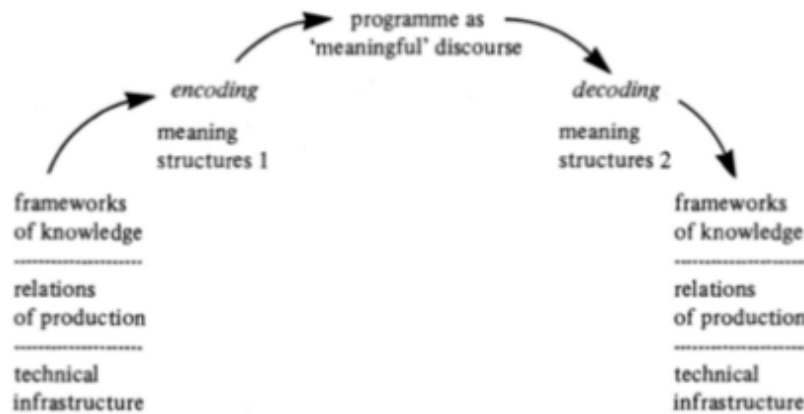 programme as
'meaningful' discourse
encoding
decoding
meaning
structures 1
meaning
structures 2
frameworks
of knowledge
relations
of production
technical
infrastructure
frameworks
of knowledge
relations
of production
technical
infrastructure